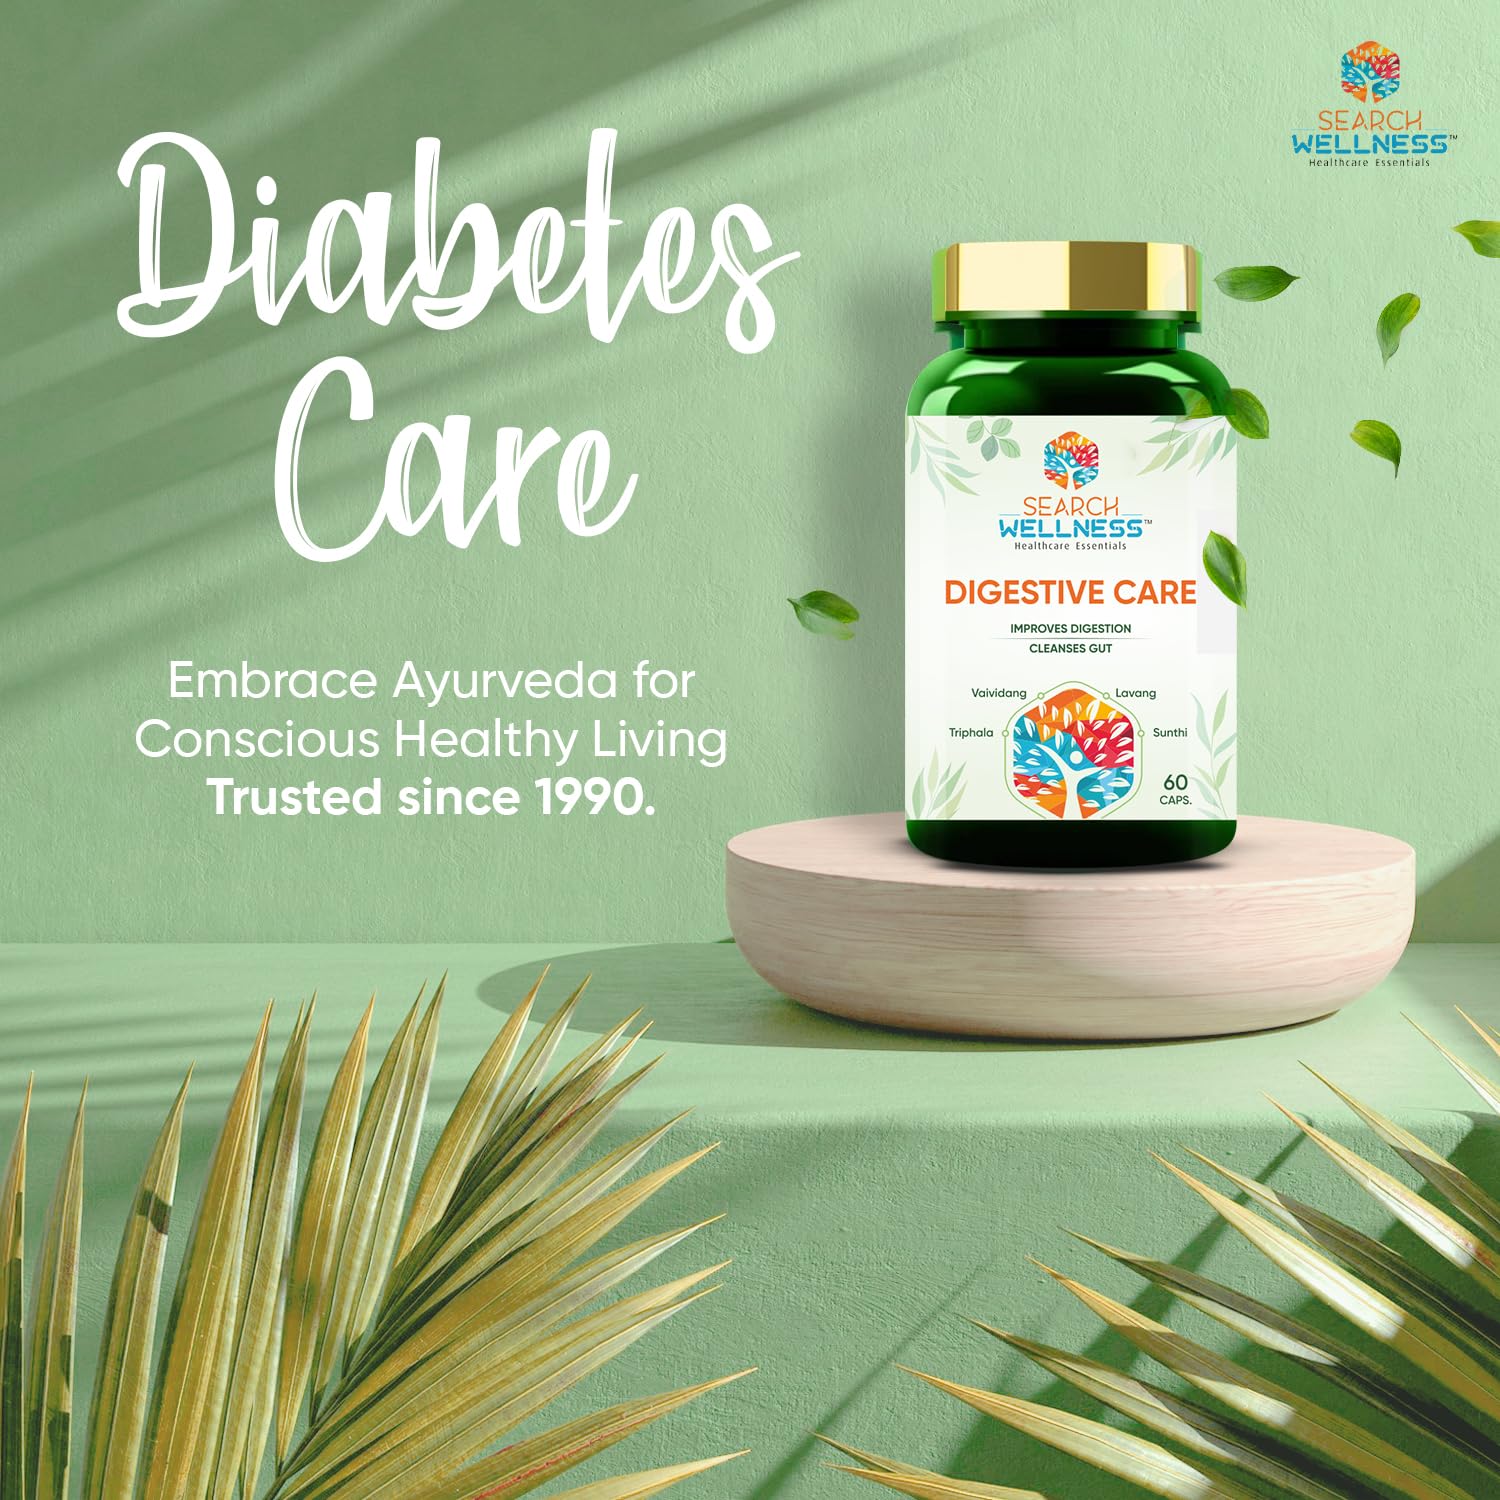 SEARCH
WELLNESS™
Healthcare Essentials
Diabetes
Care
Embrace Ayurveda for
Conscious Healthy Living
Trusted since 1990.
SEARCH
WELLNESS™
Healthcare Essentials
DIGESTIVE CARE
IMPROVES DIGESTION
CLEANSES GUT
Vaividang Lavang
Triphala Sunthi
60
CAPS.